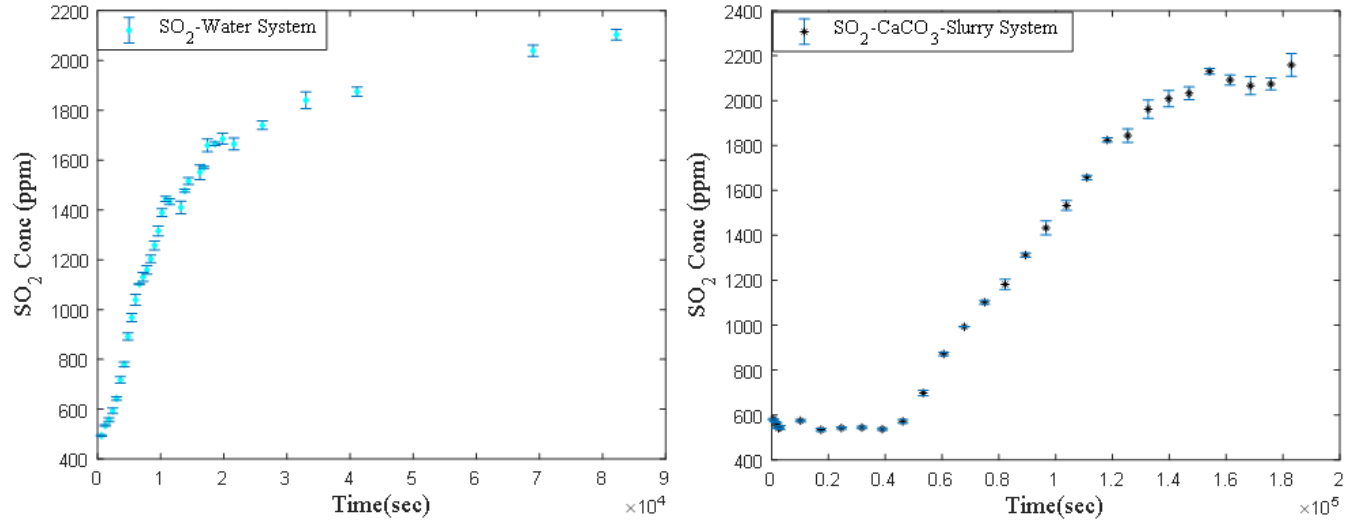 SO2-Water System
2200
2000
1800
1600
1400
1200
1000
800
600
400
0 1 2 3 4 5 6 7 8 9
×10^4
SO2 Conc (ppm)
Time(sec)
SO2-CaCO3-Slurry System
2400
2200
2000
1800
1600
1400
1200
1000
800
600
400
0 0.2 0.4 0.6 0.8 1 1.2 1.4 1.6 1.8 2
×10^5
SO2 Conc (ppm)
Time(sec)